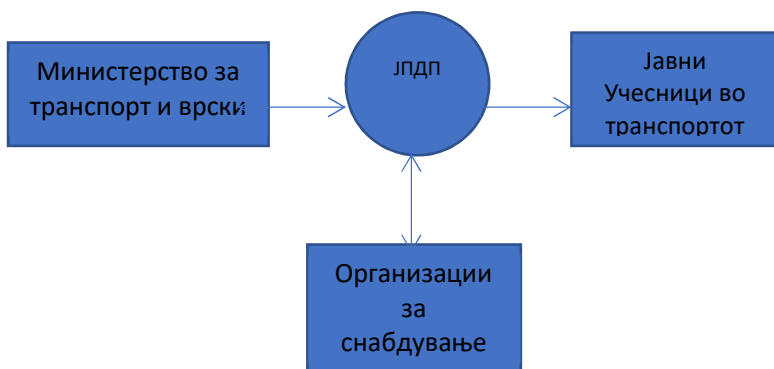 Министерство за
транспорт и врски
ЈПДП
Јавни
Учесници во
транспортот
Организации
за
снабдување